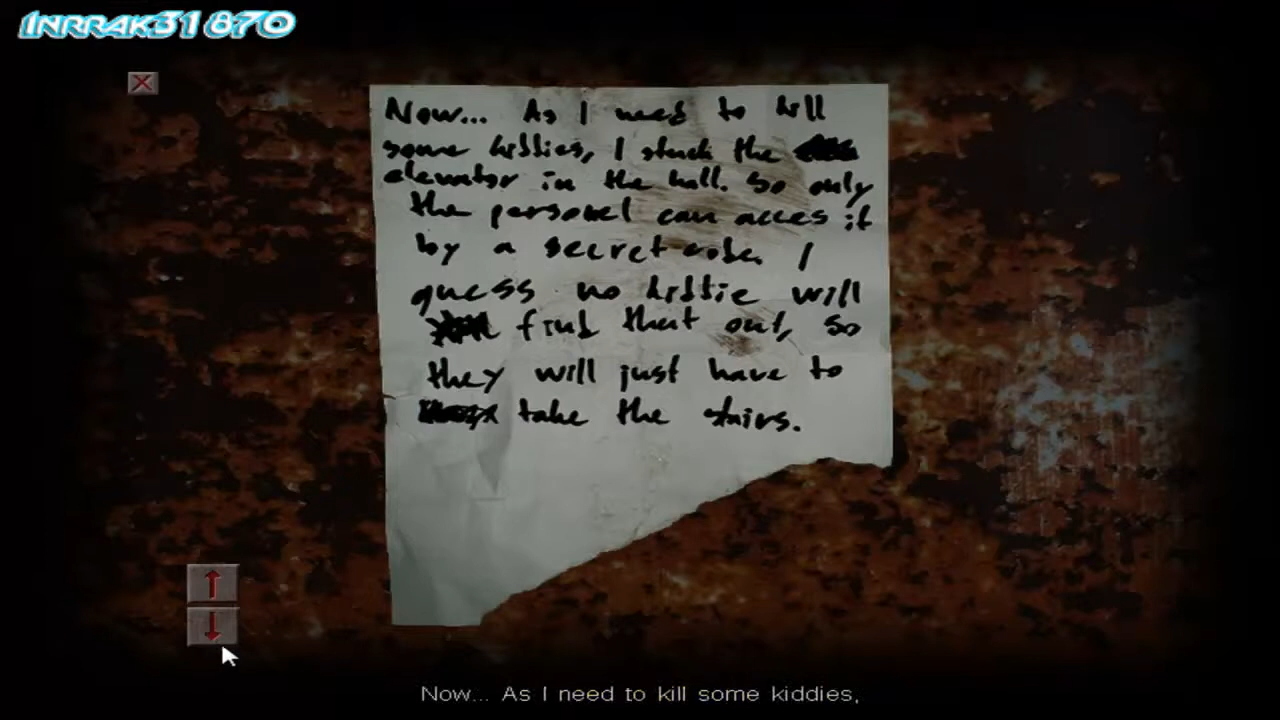 Inrrak31870
Now... As I need to kill
some kiddies, I stuck the
elevator in the hall. So only
the personel can acces it
by a secret code. I
guess no kiddie will
find that out, so
they will just have to
take the stairs.
Now... As I need to kill some kiddies,